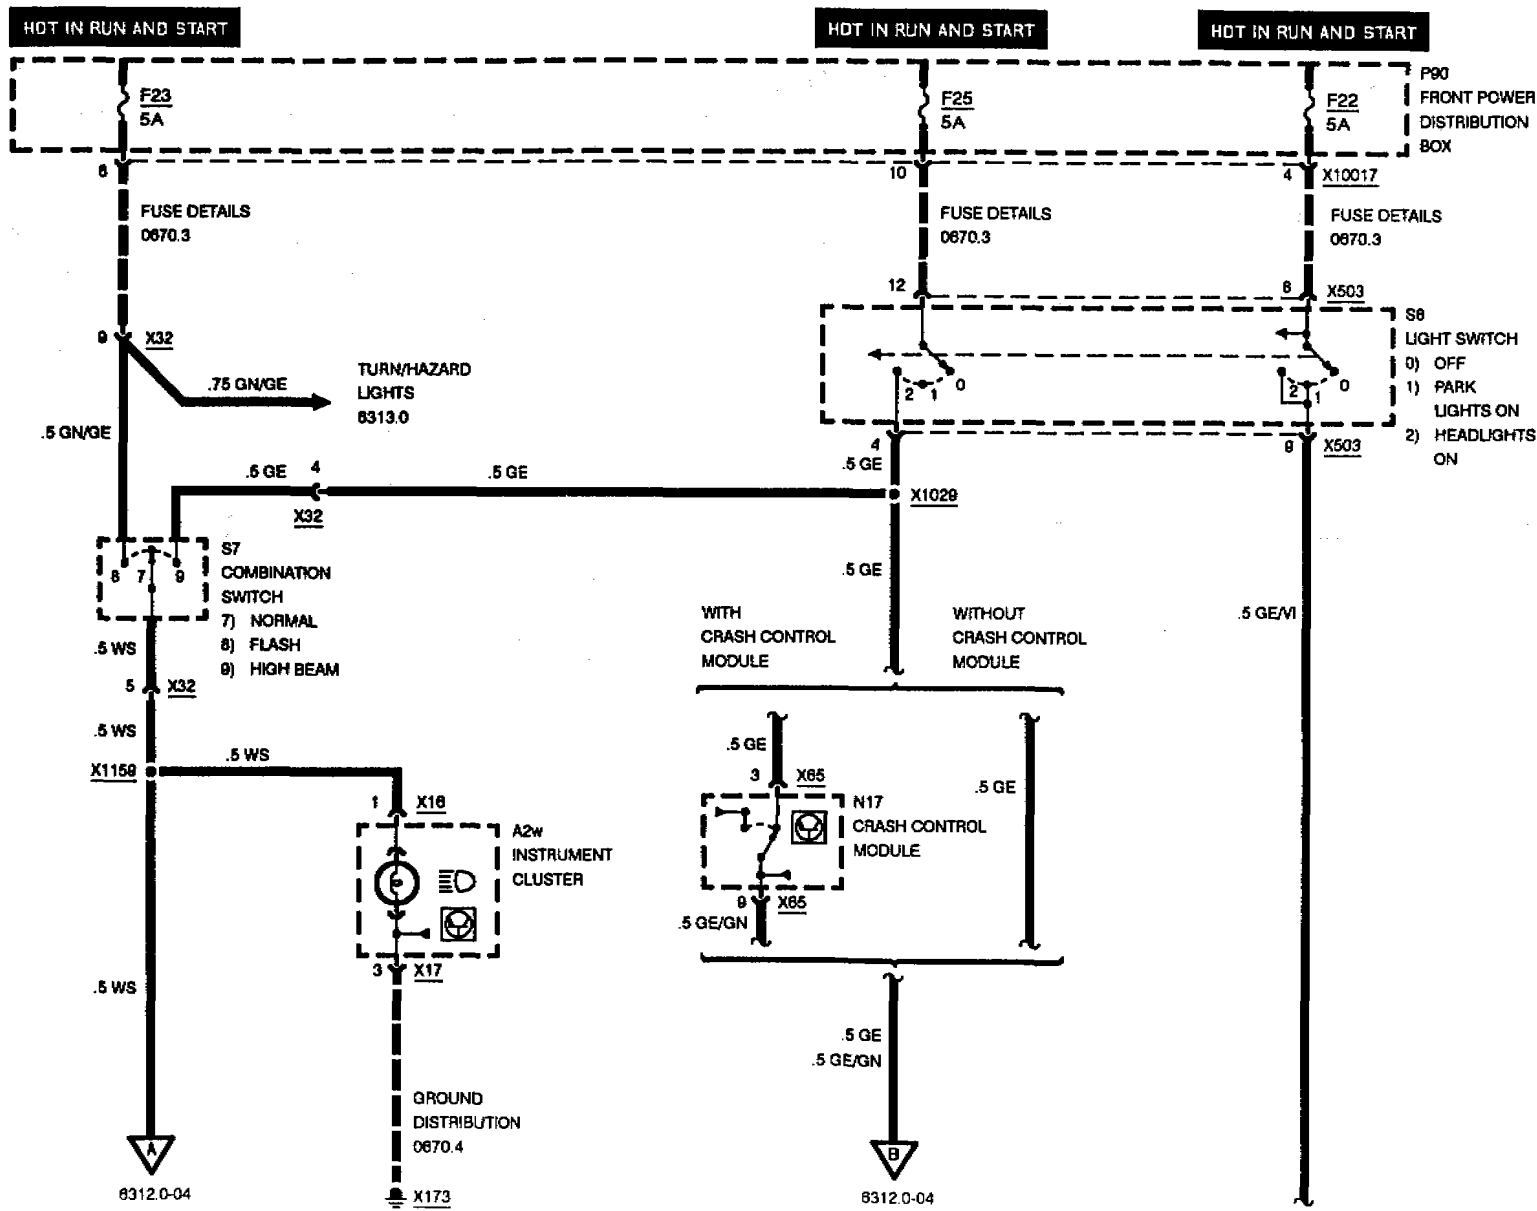 HOT IN RUN AND START
HOT IN RUN AND START
HOT IN RUN AND START
F23
5A
F25
5A
F22
5A
P90
FRONT POWER
DISTRIBUTION
BOX
6
10
4
X10017
FUSE DETAILS
0670.3
FUSE DETAILS
0670.3
FUSE DETAILS
0670.3
12
6
X503
9
X32
.75 GN/GE
TURN/HAZARD
LIGHTS
6313.0
.5 GN/GE
2
1
0
2
1
0
S6
LIGHT SWITCH
0) OFF
1) PARK
LIGHTS ON
2) HEADLIGHTS
ON
4
9
X503
.5 GE
.5 GE
4
X32
.5 GE
X1029
8
7
9
S7
COMBINATION
SWITCH
7) NORMAL
8) FLASH
9) HIGH BEAM
.5 GE
.5 WS
5
X32
.5 WS
WITH
CRASH CONTROL
MODULE
WITHOUT
CRASH CONTROL
MODULE
.5 GE/VI
X1159
.5 WS
1
X16
A2w
INSTRUMENT
CLUSTER
3
X17
.5 GE
3
X65
N17
CRASH CONTROL
MODULE
9
X65
.5 GE/GN
.5 GE
.5 WS
.5 GE
.5 GE/GN
GROUND
DISTRIBUTION
0670.4
A
6312.0-04
X173
B
6312.0-04